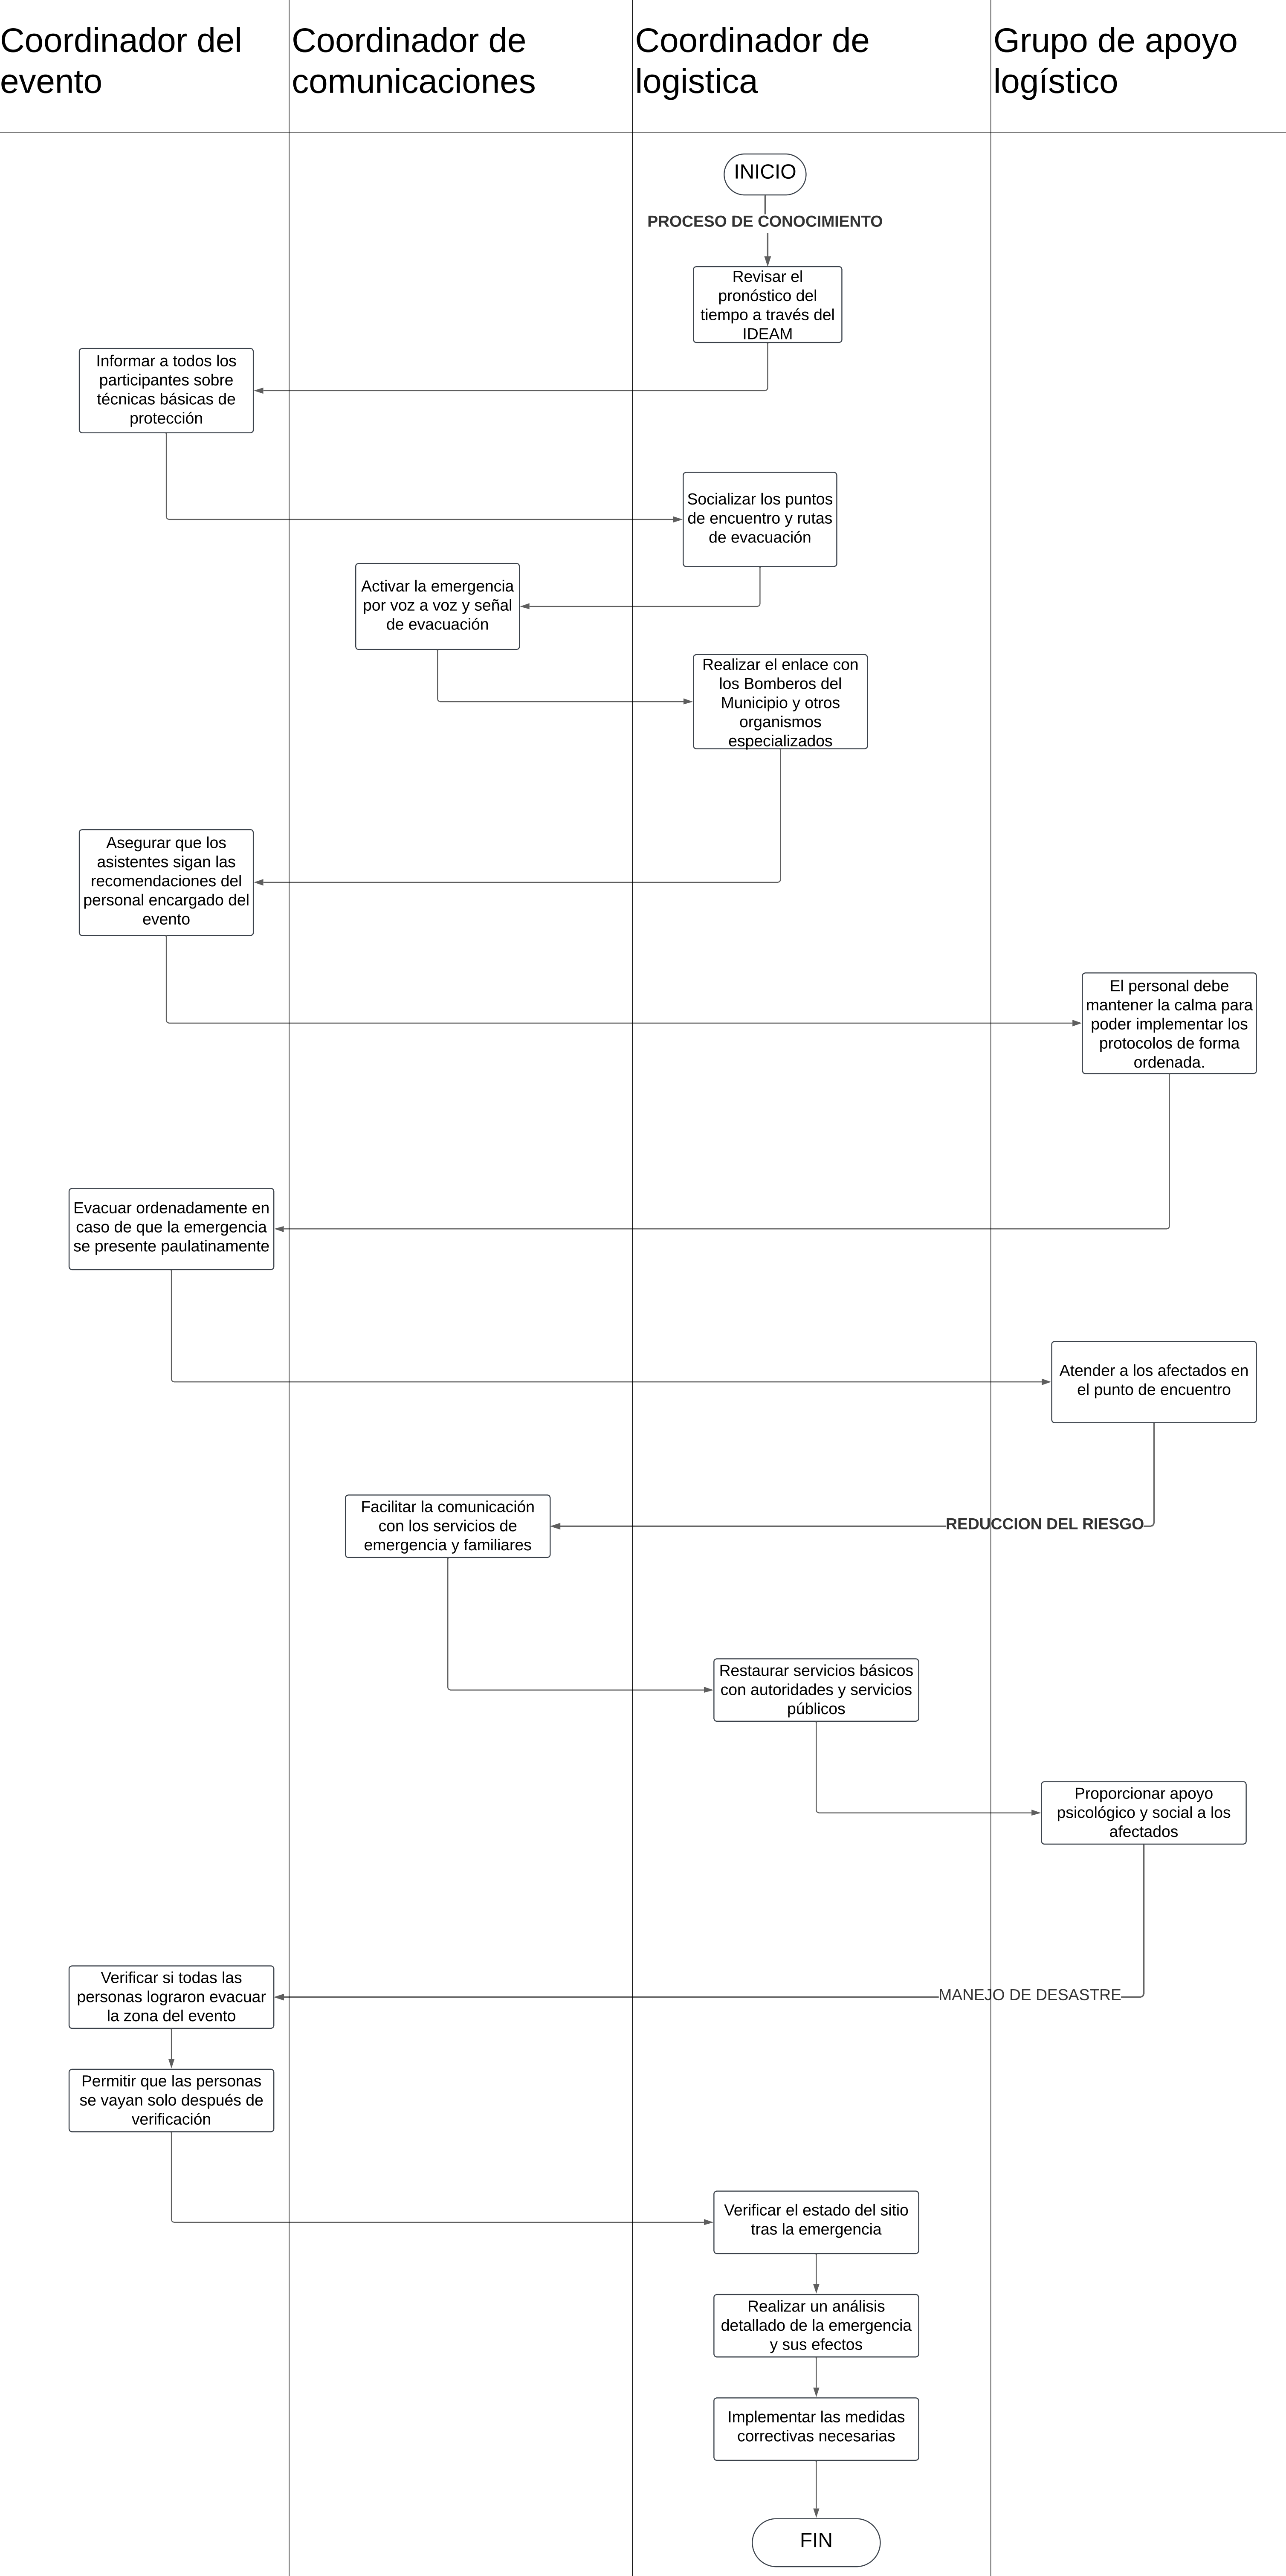 Coordinador del
evento
Coordinador de
comunicaciones
Coordinador de
logistica
Grupo de apoyo
logístico
INICIO
PROCESO DE CONOCIMIENTO
Revisar el
pronóstico del
tiempo a través del
IDEAM
Informar a todos los
participantes sobre
técnicas básicas de
protección
Socializar los puntos
de encuentro y rutas
de evacuación
Activar la emergencia
por voz a voz y señal
de evacuación
Realizar el enlace con
los Bomberos del
Municipio y otros
organismos
especializados
Asegurar que los
asistentes sigan las
recomendaciones del
personal encargado del
evento
El personal debe
mantener la calma para
poder implementar los
protocolos de forma
ordenada.
Evacuar ordenadamente en
caso de que la emergencia
se presente paulatinamente
Atender a los afectados en
el punto de encuentro
REDUCCION DEL RIESGO
Facilitar la comunicación
con los servicios de
emergencia y familiares
Restaurar servicios básicos
con autoridades y servicios
públicos
Proporcionar apoyo
psicológico y social a los
afectados
MANEJO DE DESASTRE
Verificar si todas las
personas lograron evacuar
la zona del evento
Permitir que las personas
se vayan solo después de
verificación
Verificar el estado del sitio
tras la emergencia
Realizar un análisis
detallado de la emergencia
y sus efectos
Implementar las medidas
correctivas necesarias
FIN